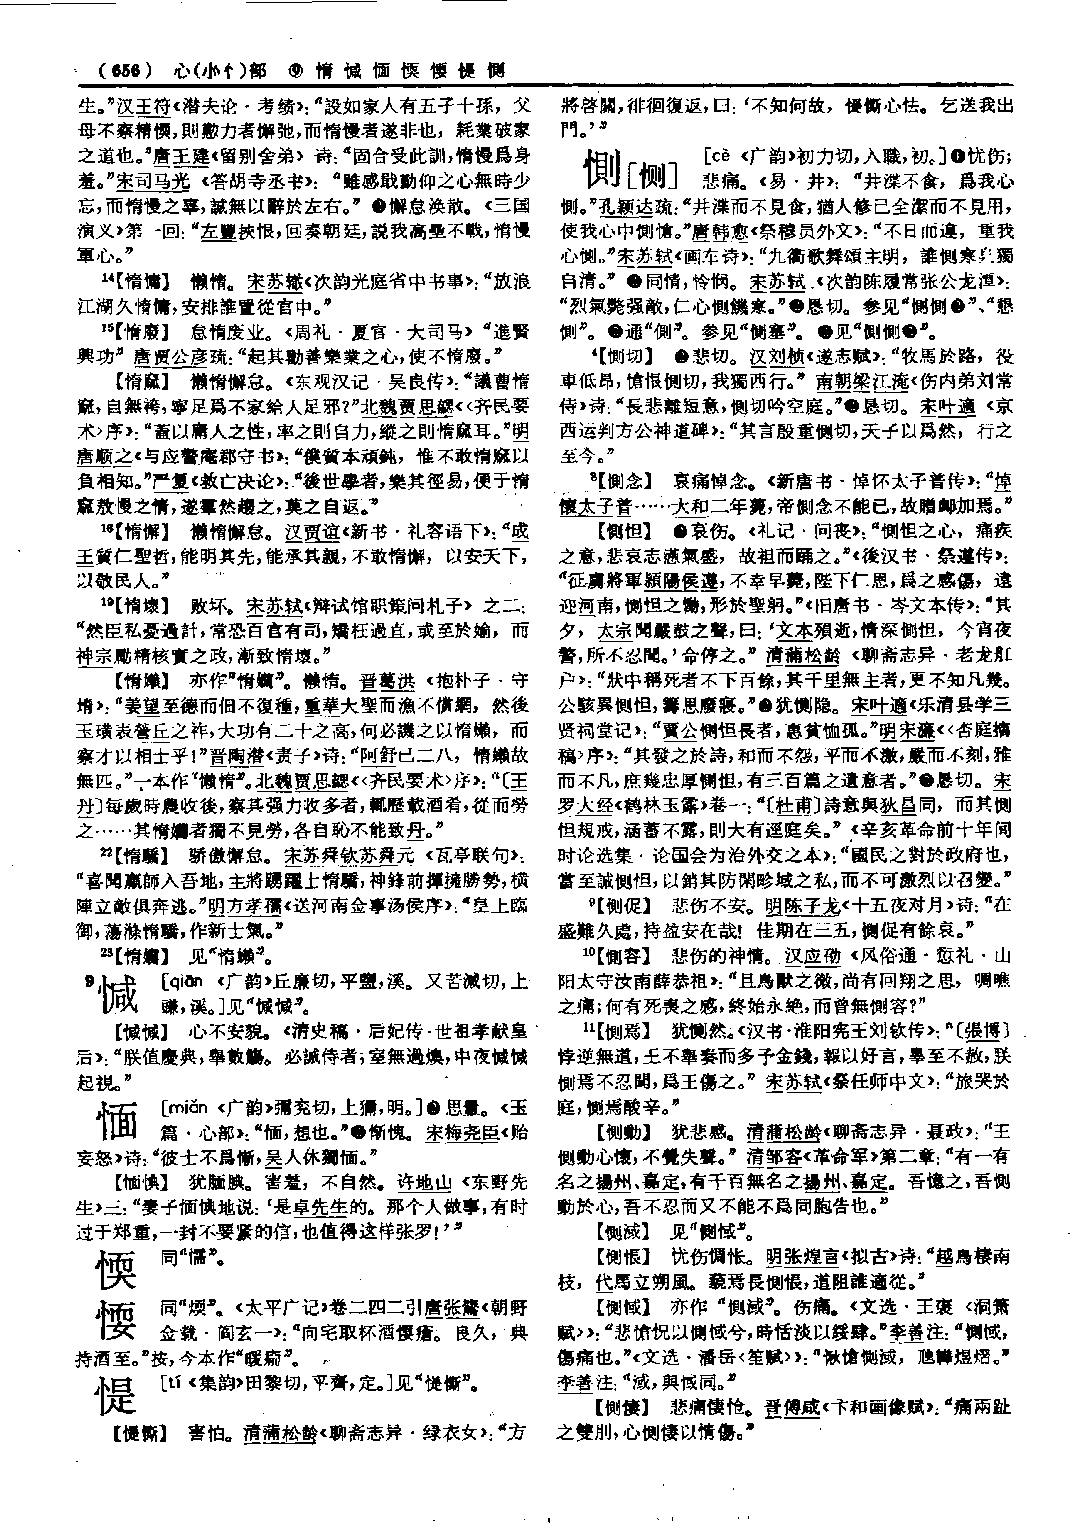 (656) 心(小忄)部 ⑨ 惰 惐 愐 愞 㥣 惿 惻
生。”汉王符《潜夫论·考绩》：“設如家人有五子十孫，父
母不察精愞，則懃力者懈弛，而惰慢者遂非也，耗業破家
之道也。”唐王建《留别舍弟》诗：“固合受此訓，惰慢爲身
羞。”宋司马光《答胡寺丞书》：“雖感戢勤仰之心無時少
忘，而惰慢之辜，誠無以辭於左右。”❷懈怠涣散。《三国
演义》第一回：“左豐挾恨，回奏朝廷，説我高壘不戰，惰慢
軍心。”
14【惰慵】 懒惰。宋苏辙《次韵光庭省中书事》：“放浪
江湖久惰慵，安排誰置從官中。”
15【惰廢】 怠惰废业。《周礼·夏官·大司马》“進賢
興功”唐贾公彦疏：“起其勸善樂業之心，使不惰廢。”
【惰窳】 懒惰懈怠。《东观汉记·吴良传》：“議曹惰
窳，自無袴，寧足爲不家給人足邪？”北魏贾思勰《〈齐民要
术〉序》：“蓋以庸人之性，率之則自力，縱之則惰窳耳。”明
唐顺之《与应警庵郡守书》：“僕質本頑鈍，惟不敢惰窳以
負相知。”严复《救亡决论》：“後世學者，樂其徑易，便于惰
窳敖慢之情，遂羣然趨之，莫之自返。”
16【惰懈】 懒惰懈怠。汉贾谊《新书·礼容语下》：“成
王質仁聖哲，能明其先，能承其親，不敢惰懈，以安天下，
以敬民人。”
19【惰壞】 败坏。宋苏轼《辩试馆职策问札子》之二：
“然臣私憂過計，常恐百官有司，矯枉過直，或至於媮，而
神宗勵精核實之政，漸致惰壞。”
【惰嬾】 亦作“惰孄”。懒惰。晋葛洪《抱朴子·守
塉》：“姜望至德而佃不復種，重華大聖而漁不償網，然後
玉璜表營丘之祚，大功有二十之高，何必譏之以惰嬾，而
察才以相士乎！”晋陶潜《责子》诗：“阿舒已二八，惰嬾故
無匹。”一本作“懶惰”。北魏贾思勰《〈齐民要术〉序》：“〔王
丹〕每歲時農收後，察其强力收多者，輒歷載酒肴，從而勞
之……其惰孄者獨不見勞，各自恥不能致丹。”
22【惰驕】 骄傲懈怠。宋苏舜钦苏舜元《瓦亭联句》：
“喜聞羸師入吾地，主將踴躍士惰驕，神鋒前揮擁勝勢，横
陣立敵俱奔逃。”明方孝孺《送河南佥事汤侯序》：“皇上臨
御，蕩滌惰驕，作新士氣。”
23【惰孄】 见“惰嬾”。
9 㥦 ［qiān 《广韵》丘廉切，平鹽，溪。又苦減切，上
豏，溪。］见“㥦㥦”。
【㥦㥦】 心不安貌。《清史稿·后妃传·世祖孝献皇
后》：“朕值慶典，舉數觴。必誡侍者；室無過燠，中夜㥦㥦
起視。”
愐 ［miǎn 《广韵》彌兖切，上獮，明。］❶思量。《玉
篇·心部》：“愐，想也。”❷惭愧。宋梅尧臣《贻
妄怒》诗：“彼士不爲慚，吴人休獨愐。”
【愐懊】 犹腼腆。害羞，不自然。许地山《东野先
生》三：“妻子愐懊地说：‘是卓先生的。那个人做事，有时
过于郑重，一封不要紧的信，也值得这样张罗！’”
愞 同“懦”。
㥣 同“煗”。《太平广记》卷二四二引唐张鷟《朝野
佥载·阎玄一》：“向宅取杯酒㥣瘡。良久，典
持酒至。”按，今本作“暖瘡”。
惿 ［tí 《集韵》田黎切，平齊，定。］见“惿㦗”。
【惿㦗】 害怕。清蒲松龄《聊斋志异·绿衣女》：“方
將啓關，徘徊復返，曰：‘不知何故，惿㦗心怯。乞送我出
門。’”
惻［恻］ ［cè 《广韵》初力切，入職，初。］❶忧伤；
悲痛。《易·井》：“井渫不食，爲我心
惻。”孔颖达疏：“井渫而不見食，猶人修己全潔而不見用，
使我心中惻愴。”唐韩愈《祭穆员外文》：“不日而違，重我
心惻。”宋苏轼《画车诗》：“九衢歌舞頌主明，誰惻寒泉獨
自清。”❷同情，怜悯。宋苏轼《次韵陈履常张公龙潭》：
“烈氣斃强敵，仁心惻饑寒。”❸恳切。参见“惻惻❷”、“懇
惻”。❹通“側”。参见“惻塞”。❺见“惻惻❸”。
4【惻切】 ❶悲切。汉刘桢《遂志赋》：“牧馬於路，役
車低昂，愴恨惻切，我獨西行。”南朝梁江淹《伤内弟刘常
侍》诗：“長悲離短意，惻切吟空庭。”❷恳切。宋叶適《京
西运判方公神道碑》：“其言殷重惻切，天子以爲然，行之
至今。”
8【惻念】 哀痛悼念。《新唐书·悼怀太子普传》：“悼
懷太子普……大和二年薨，帝惻念不能已，故贈卹加焉。”
【惻怛】 ❶哀伤。《礼记·问丧》：“惻怛之心，痛疾
之意，悲哀志懣氣盛，故袒而踊之。”《後汉书·祭遵传》：
“征虜將軍潁陽侯遵，不幸早薨，陛下仁恩，爲之感傷，遠
迎河南，惻怛之慟，形於聖躬。”《旧唐书·岑文本传》：“其
夕，太宗聞嚴鼓之聲，曰：‘文本殞逝，情深惻怛，今宵夜
警，所不忍聞。’命停之。”清蒲松龄《聊斋志异·老龙舡
户》：“狀中稱死者不下百餘，其千里無主者，更不知凡幾。
公駭異惻怛，籌思廢寢。”❷犹恻隐。宋叶適《乐清县学三
贤祠堂记》：“賈公惻怛長者，惠貧恤孤。”明宋濂《〈杏庭摘
稿〉序》：“其發之於詩，和而不怨，平而不激，嚴而不刻，雅
而不凡，庶幾忠厚惻怛，有三百篇之遺意者。”❸恳切。宋
罗大经《鹤林玉露》卷一：“〔杜甫〕詩意與狄昌同，而其惻
怛規戒，涵蓄不露，則大有逕庭矣。”《辛亥革命前十年间
时论选集·论国会为治外交之本》：“國民之對於政府也，
當至誠惻怛，以銷其防閑畛域之私，而不可激烈以召變。”
9【惻促】 悲伤不安。明陈子龙《十五夜对月》诗：“在
盛難久處，持盈安在哉！佳期在三五，惻促有餘哀。”
10【惻容】 悲伤的神情。汉应劭《风俗通·愆礼·山
阳太守汝南薛恭祖》：“且鳥獸之微，尚有回翔之思，啁噍
之痛；何有死喪之感，終始永絶，而曾無惻容？”
11【惻焉】 犹恻然。《汉书·淮阳宪王刘钦传》：“〔張博〕
悖逆無道，王不舉奏而多予金錢，報以好言，辠至不赦，朕
惻焉不忍聞，爲王傷之。”宋苏轼《祭任师中文》：“旅哭於
庭，惻焉酸辛。”
【惻動】 犹悲感。清蒲松龄《聊斋志异·聂政》：“王
惻動心懷，不覺失聲。”清邹容《革命军》第二章：“有一有
名之揚州、嘉定，有千百無名之揚州、嘉定。吾憶之，吾惻
動於心，吾不忍而又不能不爲同胞告也。”
【惻淢】 见“惻惐”。
【惻悵】 忧伤惆怅。明张煌言《拟古》诗：“越鳥棲南
枝，代馬立朔風。藐焉長惻悵，道阻誰適從。”
【惻惐】 亦作“惻淢”。伤痛。《文选·王褒〈洞箫
赋〉》：“悲愴怳以惻惐兮，時恬淡以綏肆。”李善注：“惻惐，
傷痛也。”《文选·潘岳〈笙赋〉》：“愀愴惻淢，虺韡煜熠。”
李善注：“淢，與惐同。”
【惻悽】 悲痛悽怆。晋傅咸《卞和画像赋》：“痛兩趾
之雙刖，心惻悽以惰傷。”